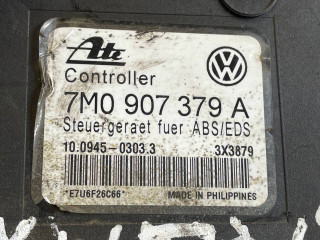 Ate
Controller
7M0 907 379 A
Steuergeraet fuer ABS/EDS
10.0945-0303.3 3X3879
*E7U6F26C66* MADE IN PHILIPPINES